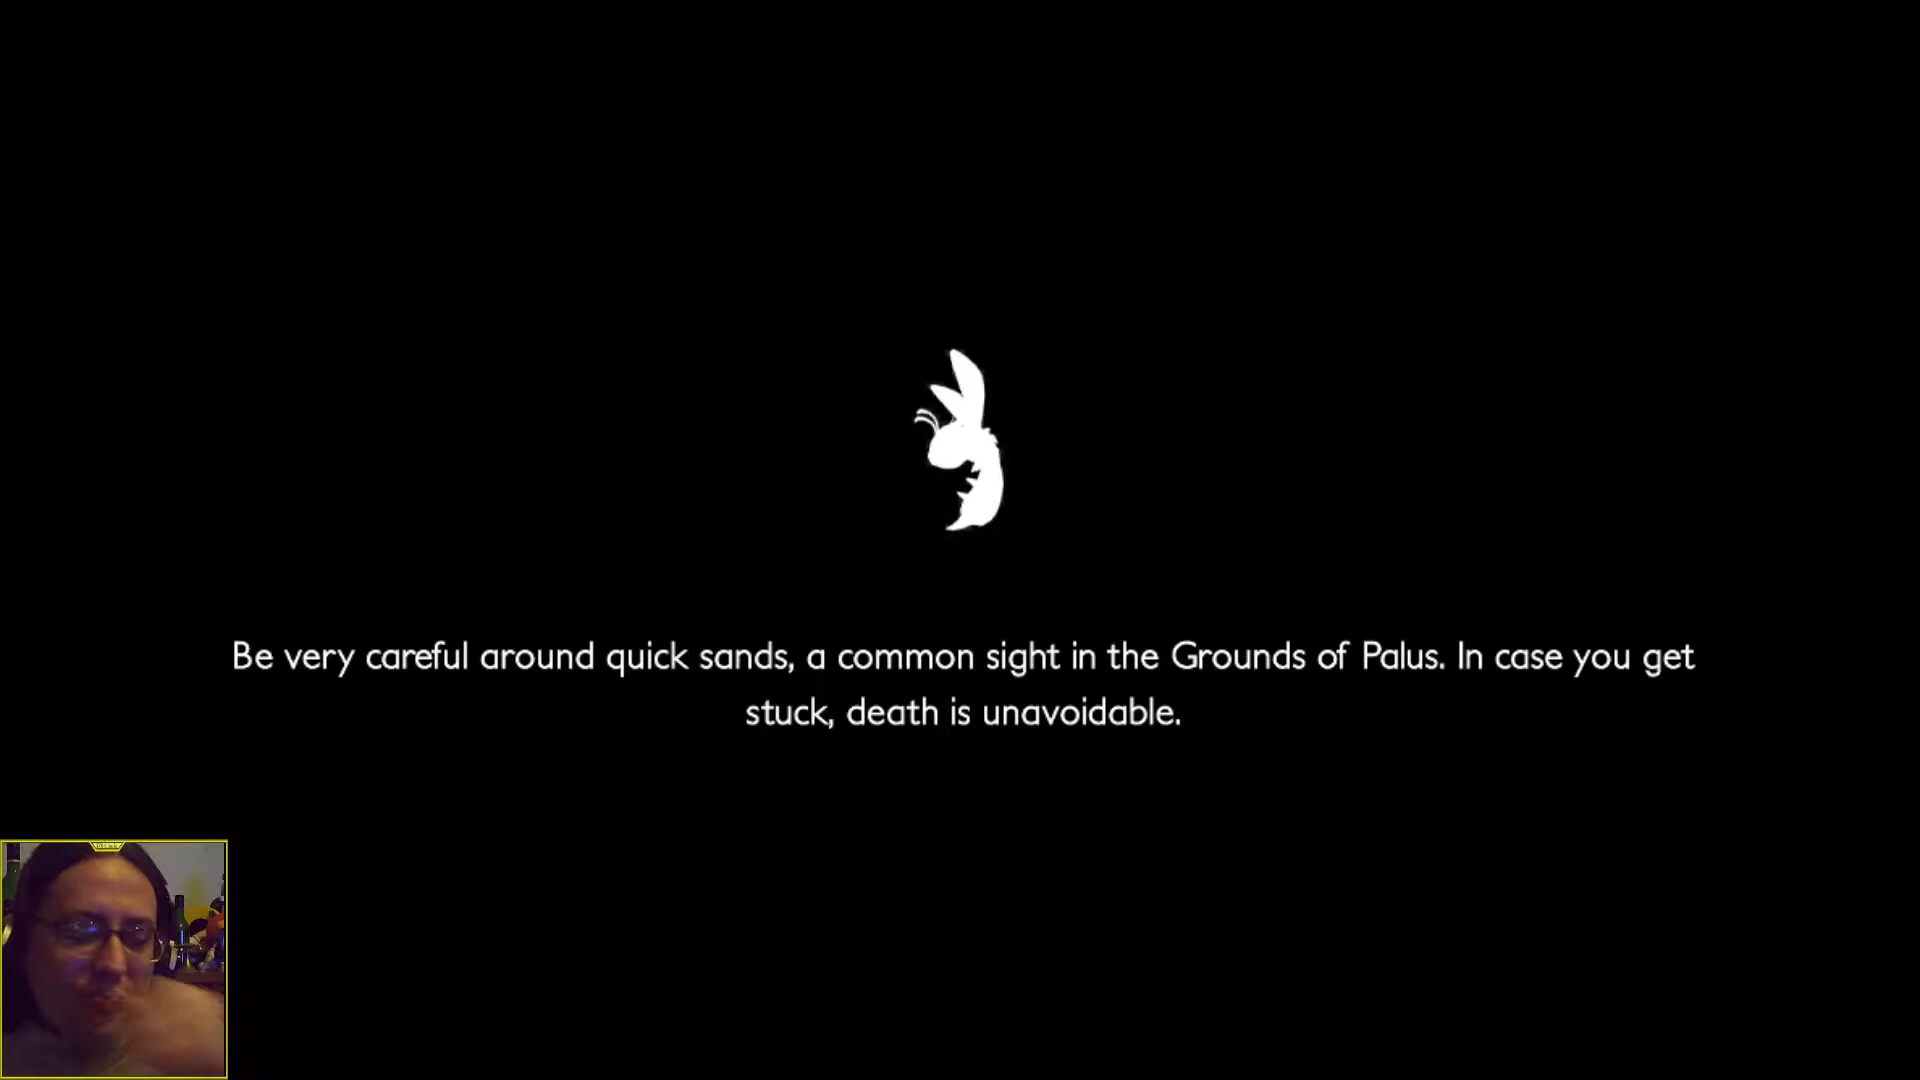 Be very careful around quick sands, a common sight in the Grounds of Palus. In case you get
stuck, death is unavoidable.